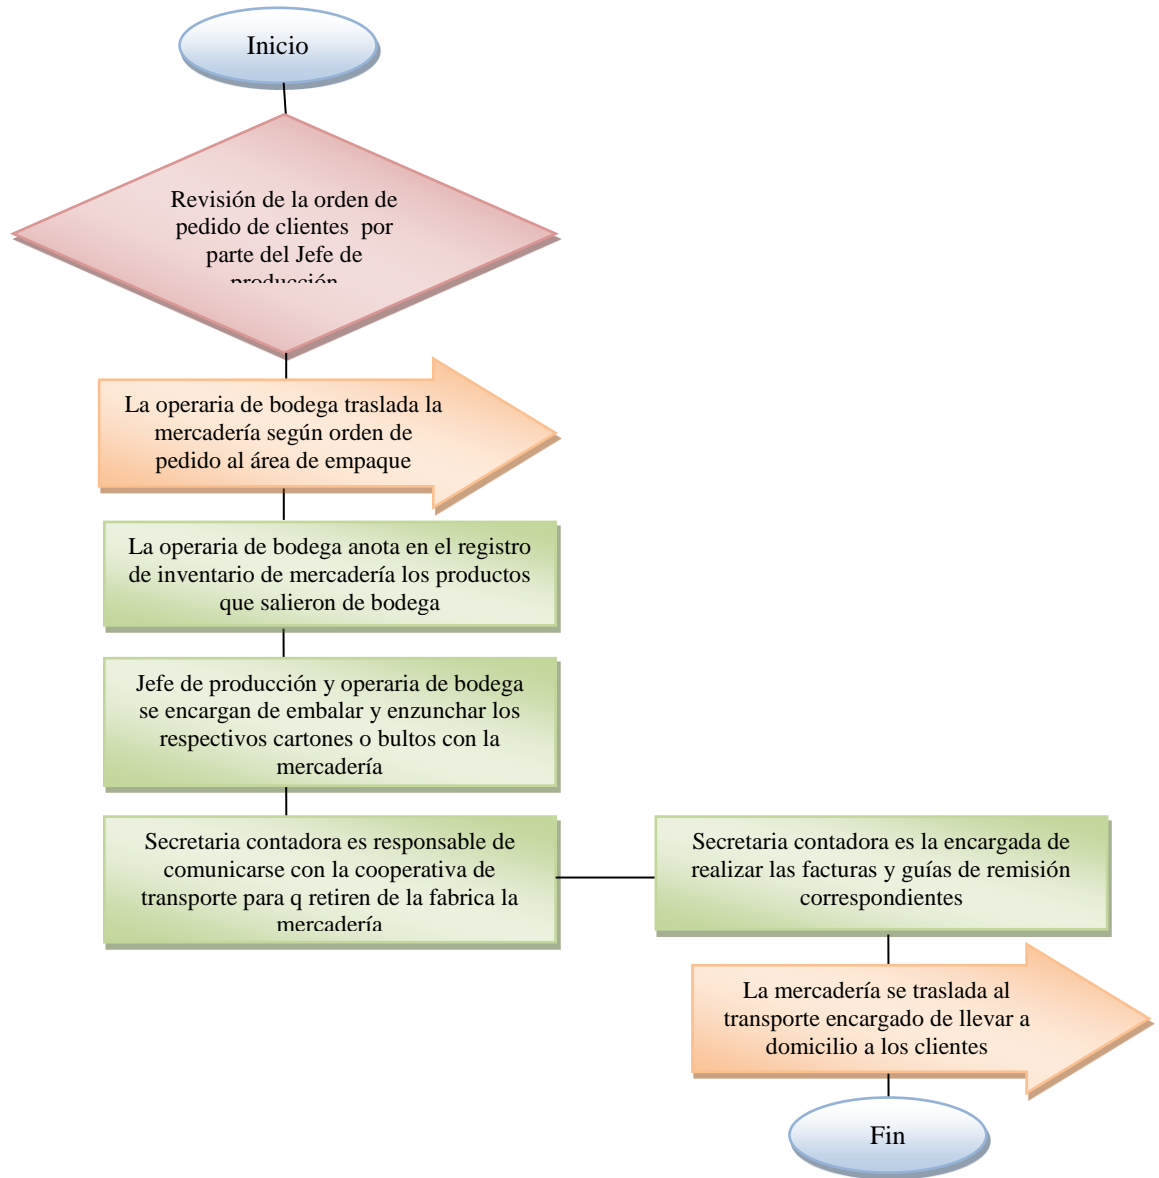 Inicio
Revisión de la orden de
pedido de clientes por
parte del Jefe de
producción
La operaria de bodega traslada la
mercadería según orden de
pedido al área de empaque
La operaria de bodega anota en el registro
de inventario de mercadería los productos
que salieron de bodega
Jefe de producción y operaria de bodega
se encargan de embalar y enzunchar los
respectivos cartones o bultos con la
mercadería
Secretaria contadora es responsable de
comunicarse con la cooperativa de
transporte para q retiren de la fabrica la
mercadería
Secretaria contadora es la encargada de
realizar las facturas y guías de remisión
correspondientes
La mercadería se traslada al
transporte encargado de llevar a
domicilio a los clientes
Fin